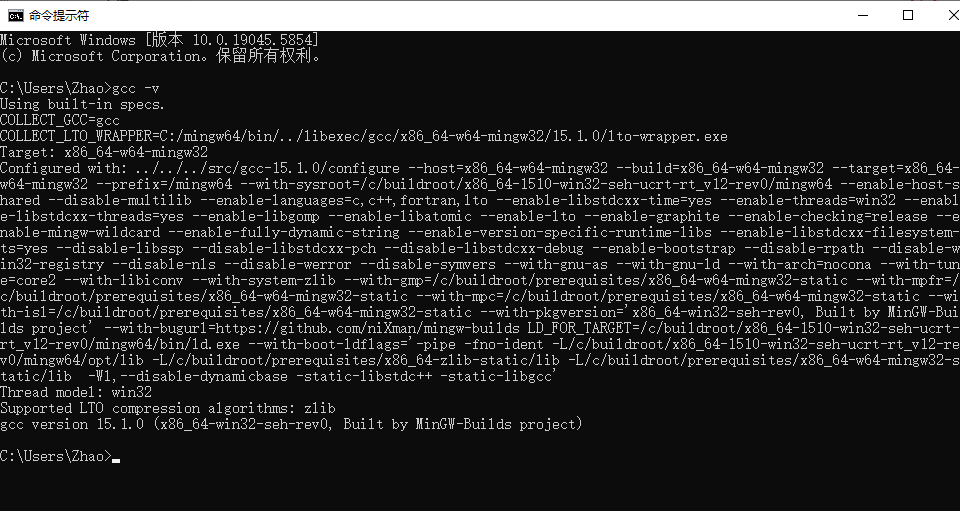 命令提示符
Microsoft Windows [版本 10.0.19045.5854]
(c) Microsoft Corporation。保留所有权利。
C:\Users\Zhao>gcc -v
Using built-in specs.
COLLECT_GCC=gcc
COLLECT_LTO_WRAPPER=C:/mingw64/bin/../libexec/gcc/x86_64-w64-mingw32/15.1.0/lto-wrapper.exe
Target: x86_64-w64-mingw32
Configured with: ../../../src/gcc-15.1.0/configure --host=x86_64-w64-mingw32 --build=x86_64-w64-mingw32 --target=x86_64-
w64-mingw32 --prefix=/mingw64 --with-sysroot=/c/buildroot/x86_64-1510-win32-seh-ucrt-rt_v12-rev0/mingw64 --enable-host-s
hared --disable-multilib --enable-languages=c,c++,fortran,lto --enable-libstdcxx-time=yes --enable-threads=win32 --enabl
e-libstdcxx-threads=yes --enable-libgomp --enable-libatomic --enable-lto --enable-graphite --enable-checking=release --e
nable-mingw-wildcard --enable-fully-dynamic-string --enable-version-specific-runtime-libs --enable-libstdcxx-filesystem-
ts=yes --disable-libssp --disable-libstdcxx-pch --disable-libstdcxx-debug --enable-bootstrap --disable-rpath --disable-w
in32-registry --disable-nls --disable-werror --disable-symvers --with-gnu-as --with-gnu-ld --with-arch=nocona --with-tun
e=core2 --with-libiconv --with-system-zlib --with-gmp=/c/buildroot/prerequisites/x86_64-w64-mingw32-static --with-mpfr=/
c/buildroot/prerequisites/x86_64-w64-mingw32-static --with-mpc=/c/buildroot/prerequisites/x86_64-w64-mingw32-static --wi
th-isl=/c/buildroot/prerequisites/x86_64-w64-mingw32-static --with-pkgversion='x86_64-win32-seh-rev0, Built by MinGW-Bui
lds project' --with-bugurl=https://github.com/niXman/mingw-builds LD_FOR_TARGET=/c/buildroot/x86_64-1510-win32-seh-ucrt-
rt_v12-rev0/mingw64/bin/ld.exe --with-boot-ldflags='-pipe -fno-ident -L/c/buildroot/x86_64-1510-win32-seh-ucrt-rt_v12-re
v0/mingw64/opt/lib -L/c/buildroot/prerequisites/x86_64-zlib-static/lib -L/c/buildroot/prerequisites/x86_64-w64-mingw32-s
tatic/lib  -Wl,--disable-dynamicbase -static-libstdc++ -static-libgcc'
Thread model: win32
Supported LTO compression algorithms: zlib
gcc version 15.1.0 (x86_64-win32-seh-rev0, Built by MinGW-Builds project)
C:\Users\Zhao>